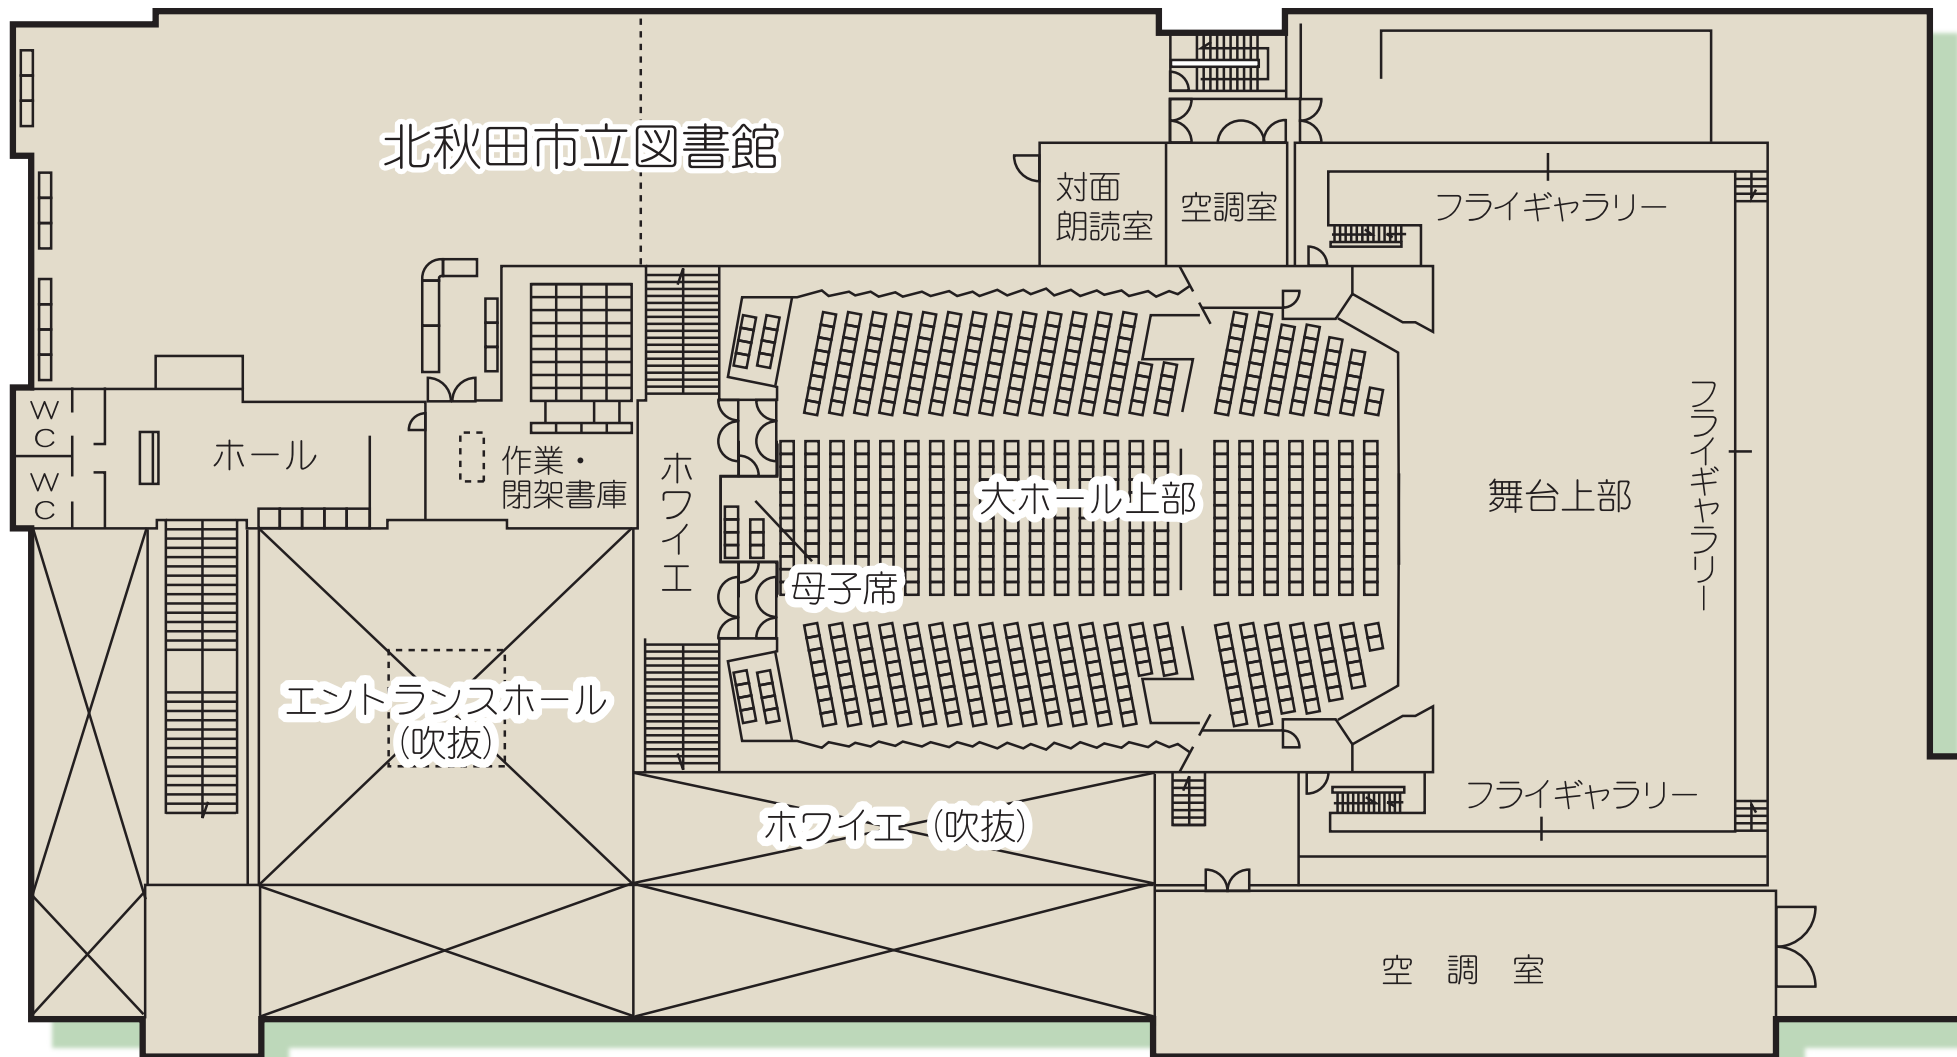 北秋田市立図書館
対面
朗読室
空調室
フライギャラリー
WC
WC
ホール
作業・
閉架書庫
ホワイエ
大ホール上部
母子席
舞台上部
フライギャラリー
エントランスホール
(吹抜)
ホワイエ (吹抜)
フライギャラリー
空調室